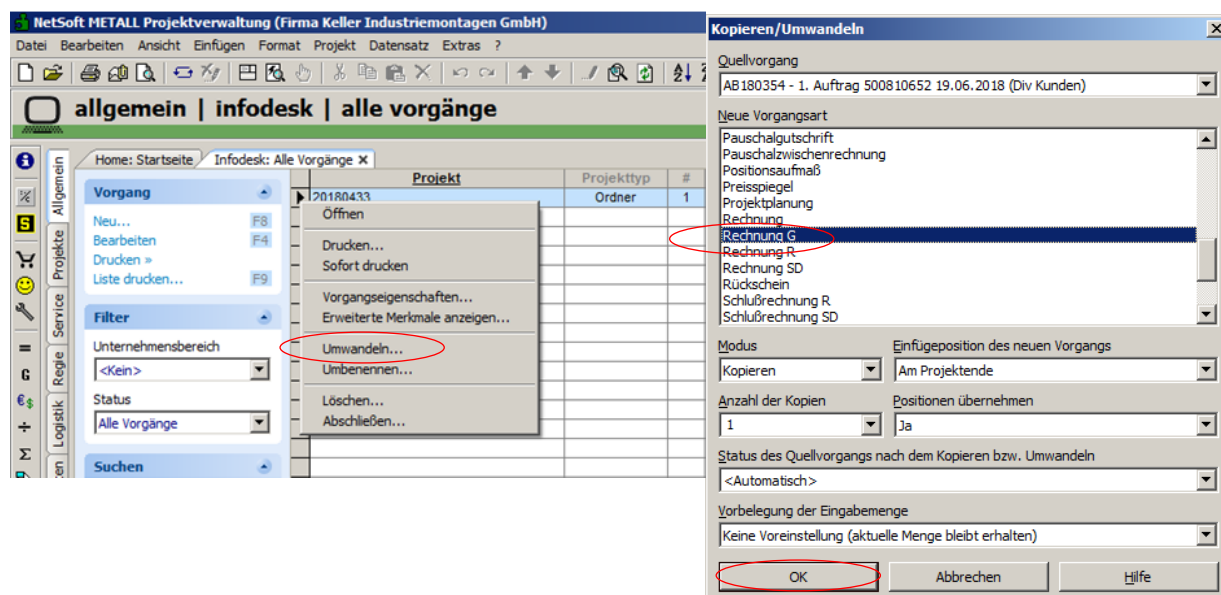 NetSoft METALL Projektverwaltung (Firma Keller Industriemontagen GmbH)
Datei Bearbeiten Ansicht Einfügen Format Projekt Datensatz Extras ?
allgemein | infodesk | alle vorgänge
Home: Startseite Infodesk: Alle Vorgänge
Allgemein
Projekte
Service
Regie
Logistik
Vorgang
Neu... F8
Bearbeiten F4
Drucken »
Liste drucken... F9
Filter
Unternehmensbereich
<Kein>
Status
Alle Vorgänge
Suchen
Projekt Projekttyp #
20180433 Ordner 1
Öffnen
Drucken...
Sofort drucken
Vorgangseigenschaften...
Erweiterte Merkmale anzeigen...
Umwandeln...
Umbenennen...
Löschen...
Abschließen...
Kopieren/Umwandeln
Quellvorgang
AB180354 - 1. Auftrag 500810652 19.06.2018 (Div Kunden)
Neue Vorgangsart
Pauschalgutschrift
Pauschalzwischenrechnung
Positionsaufmaß
Preisspiegel
Projektplanung
Rechnung
Rechnung G
Rechnung R
Rechnung SD
Rückschein
Schlußrechnung R
Schlußrechnung SD
Modus Einfügeposition des neuen Vorgangs
Kopieren Am Projektende
Anzahl der Kopien Positionen übernehmen
1 Ja
Status des Quellvorgangs nach dem Kopieren bzw. Umwandeln
<Automatisch>
Vorbelegung der Eingabemenge
Keine Voreinstellung (aktuelle Menge bleibt erhalten)
OK Abbrechen Hilfe